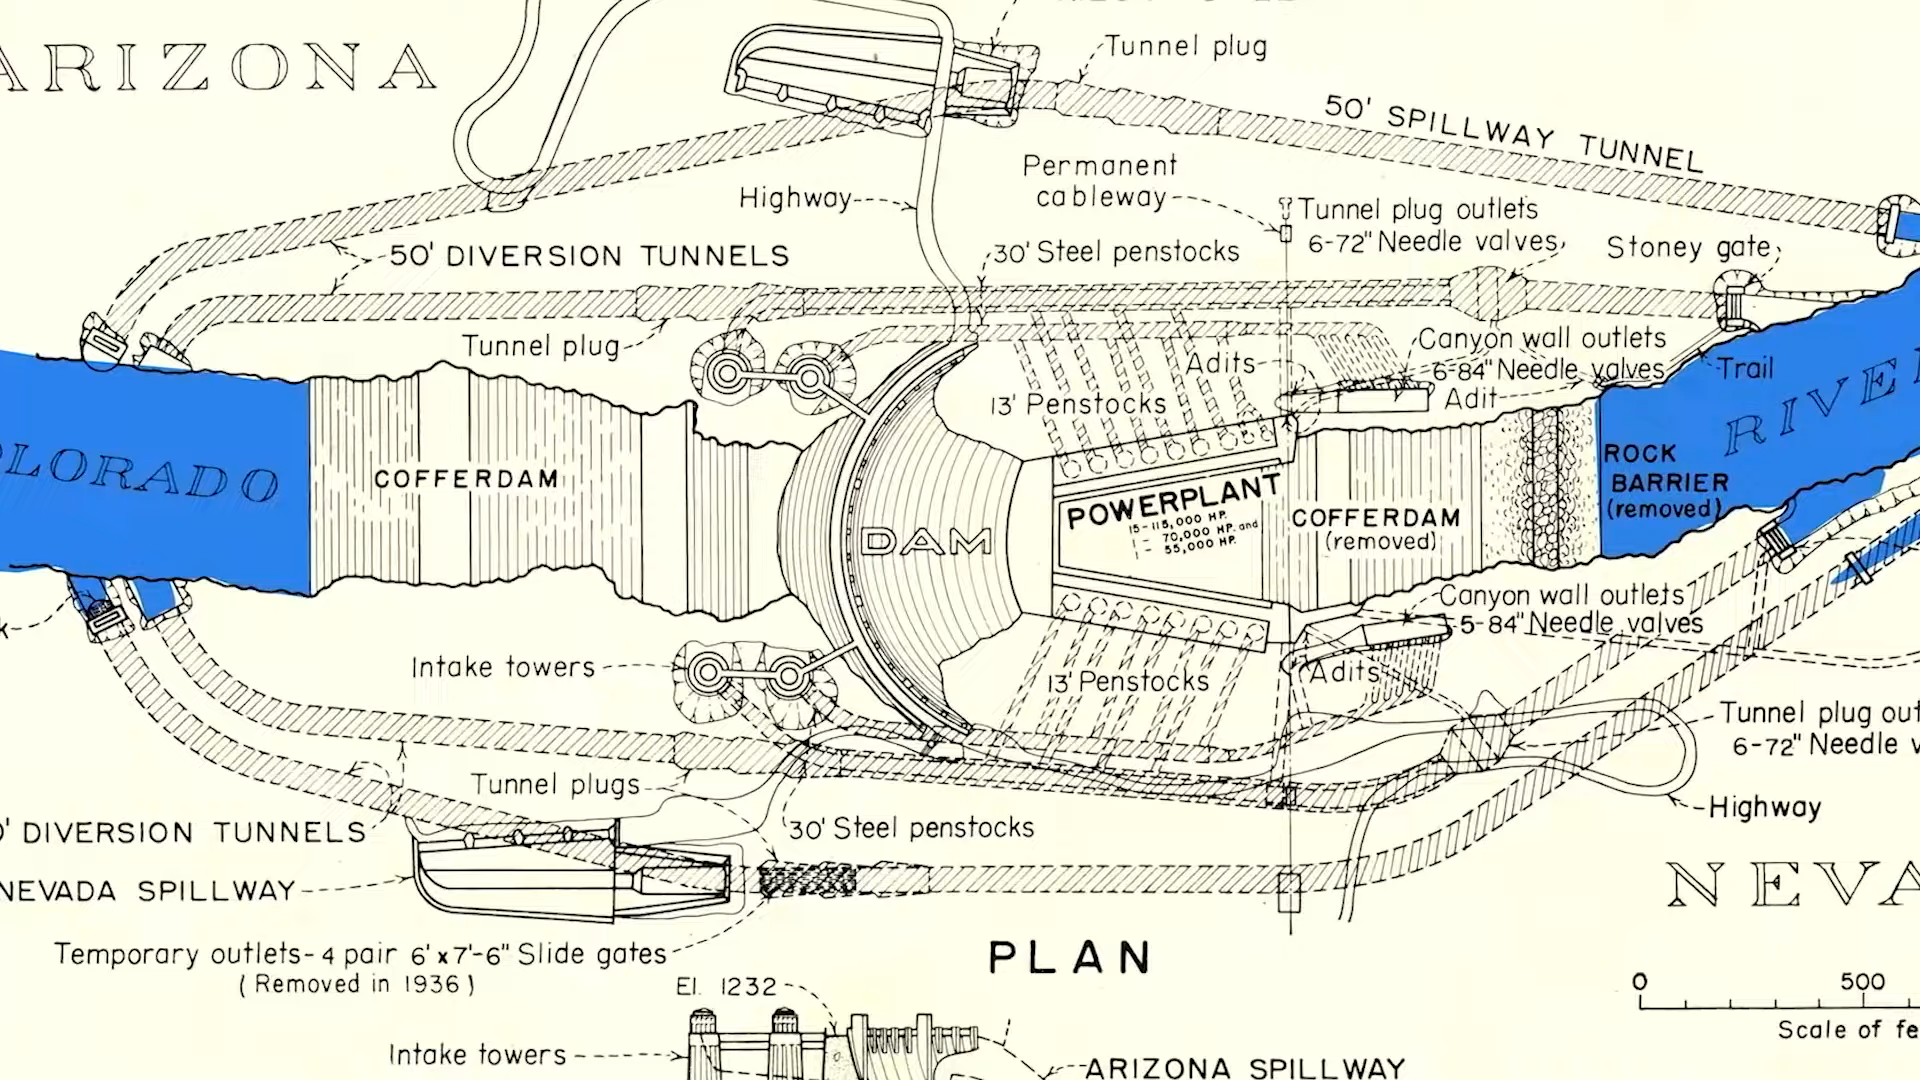 ARIZONA
Tunnel plug
50' SPILLWAY TUNNEL
Permanent
cableway
Highway
Tunnel plug outlets
6-72" Needle valves
Stoney gate
50' DIVERSION TUNNELS
30' Steel penstocks
Tunnel plug
Canyon wall outlets
6-84" Needle valves
Adits
Trail
13' Penstocks
Adit
RIVER
OLORADO
COFFERDAM
DAM
POWERPLANT
15-115,000 HP.
1- 70,000 HP. and
1- 55,000 HP.
COFFERDAM
(removed)
ROCK
BARRIER
(removed)
Canyon wall outlets
5-84" Needle valves
Intake towers
13' Penstocks
Adits
Tunnel plug out
6-72" Needle v
Tunnel plugs
Highway
0' DIVERSION TUNNELS
30' Steel penstocks
NEVADA SPILLWAY
NEVA
Temporary outlets-4 pair 6'x7'-6" Slide gates
(Removed in 1936)
PLAN
El. 1232
0 500
Scale of fe
Intake towers
ARIZONA SPILLWAY